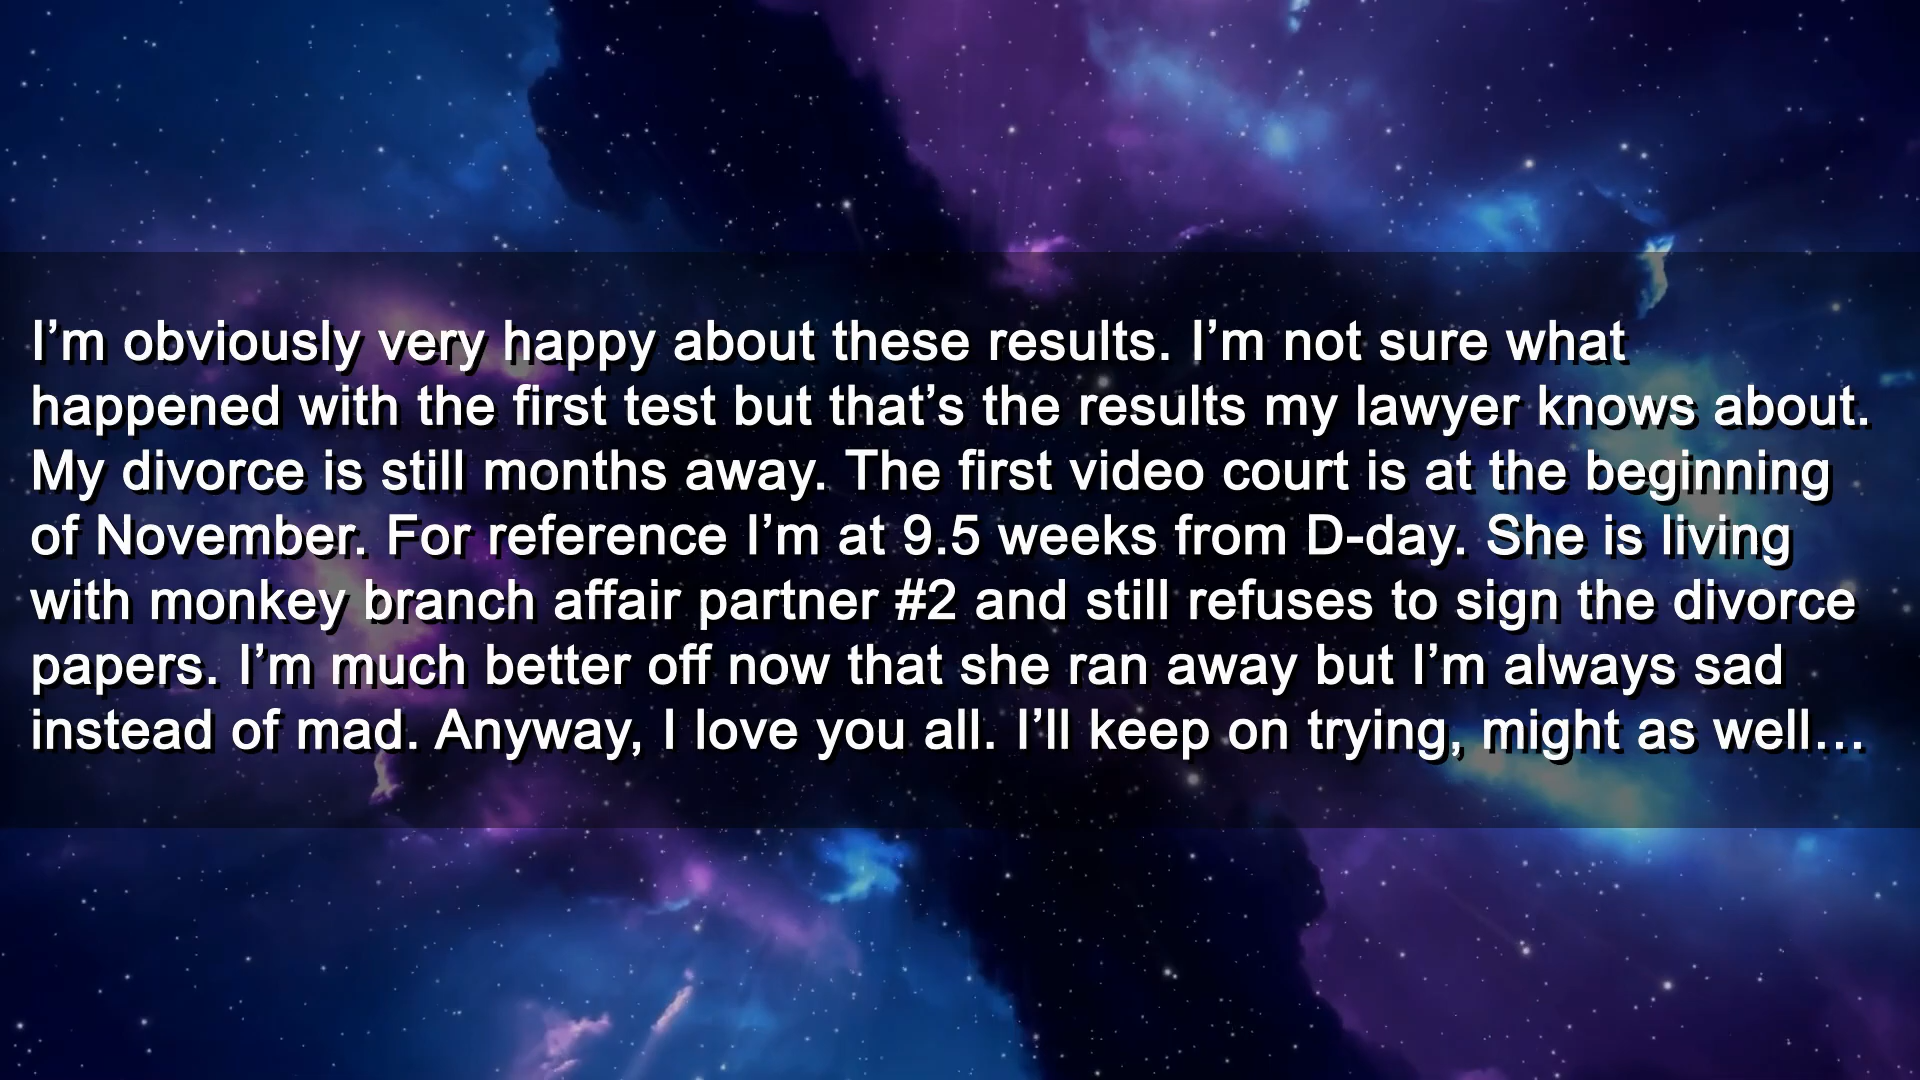 I’m obviously very happy about these results. I’m not sure what
happened with the first test but that’s the results my lawyer knows about.
My divorce is still months away. The first video court is at the beginning
of November. For reference I’m at 9.5 weeks from D-day. She is living
with monkey branch affair partner #2 and still refuses to sign the divorce
papers. I’m much better off now that she ran away but I’m always sad
instead of mad. Anyway, I love you all. I’ll keep on trying, might as well…